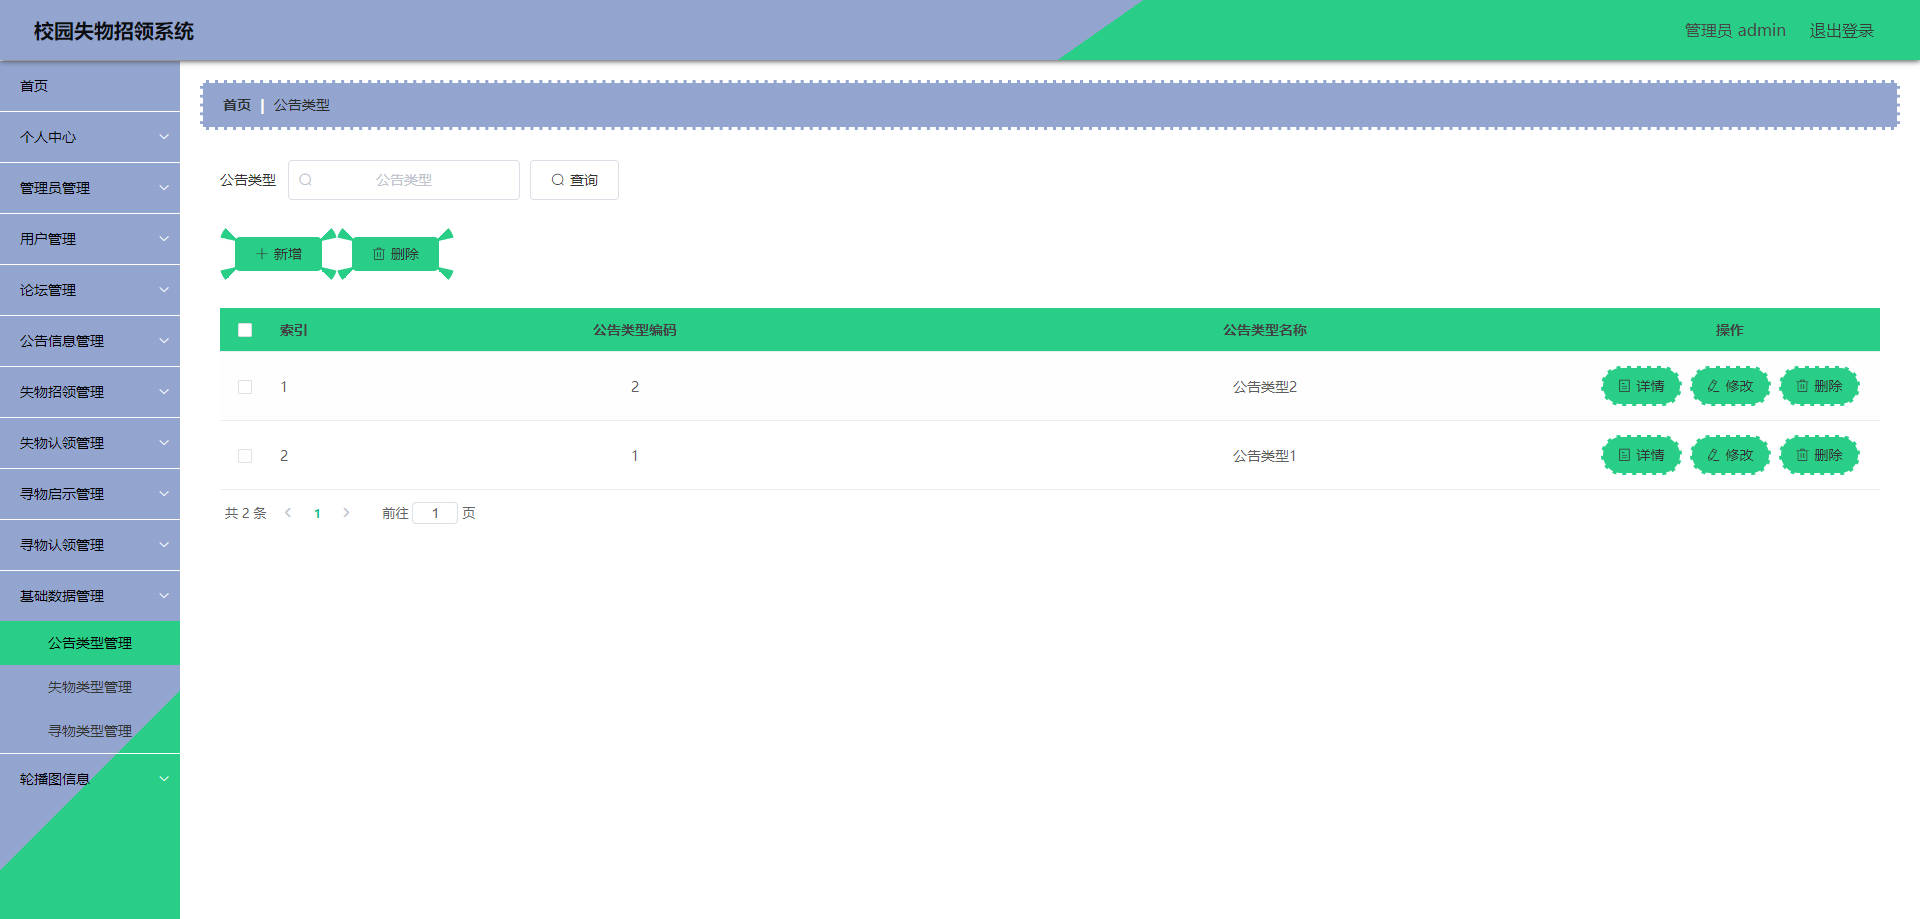 校园失物招领系统
管理员 admin 退出登录
首页
个人中心
管理员管理
用户管理
论坛管理
公告信息管理
失物招领管理
失物认领管理
寻物启示管理
寻物认领管理
基础数据管理
公告类型管理
失物类型管理
寻物类型管理
轮播图信息
首页 | 公告类型
公告类型 公告类型 查询
新增 删除
索引 公告类型编码 公告类型名称 操作
1 2 公告类型2 详情 修改 删除
2 1 公告类型1 详情 修改 删除
共 2 条 1 前往 1 页